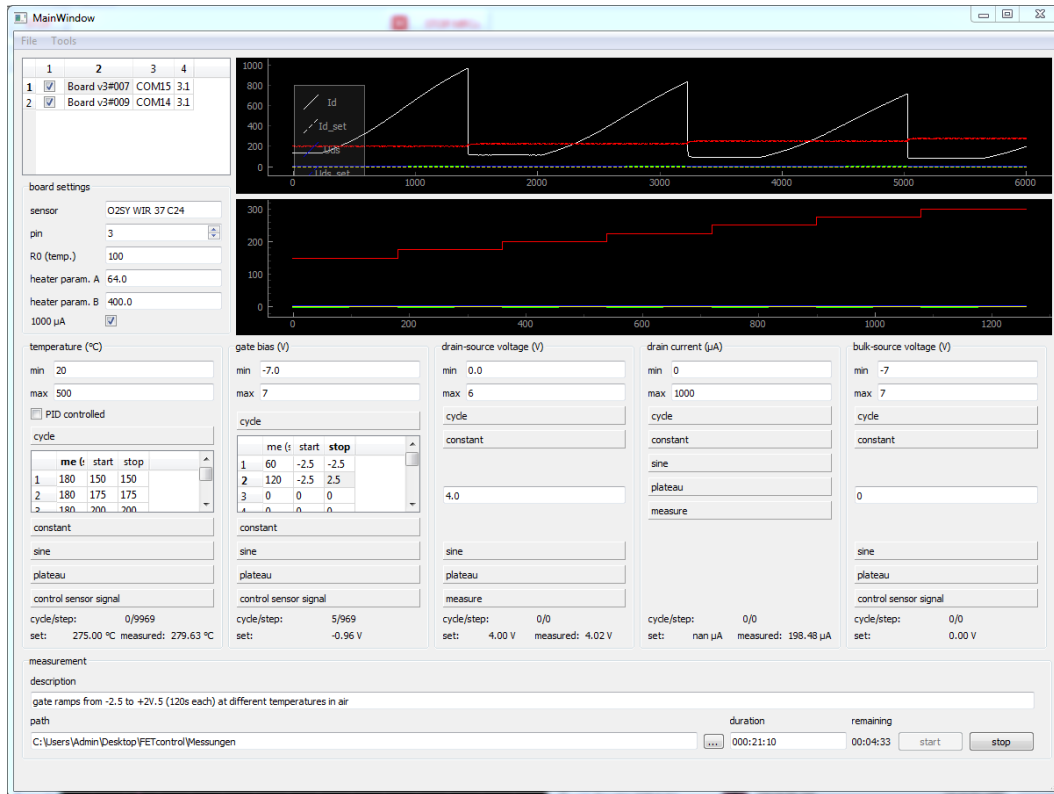 MainWindow
File Tools
1 2 3 4
1 Board v3#007 COM15 3.1
2 Board v3#009 COM14 3.1
1000
800
600
400
200
0
Id
Id_set
Uds
Uds_set
0 1000 2000 3000 4000 5000 6000
300
200
100
0
0 200 400 600 800 1000 1200
board settings
sensor O2SY WIR 37 C24
pin 3
R0 (temp.) 100
heater param. A 64.0
heater param. B 400.0
1000 µA
temperature (°C)
min 20
max 500
PID controlled
cycle
me (s start stop
1 180 150 150
2 180 175 175
3 180 200 200
constant
sine
plateau
control sensor signal
cycle/step: 0/9969
set: 275.00 °C measured: 279.63 °C
gate bias (V)
min -7.0
max 7
cycle
me (s start stop
1 60 -2.5 -2.5
2 120 -2.5 2.5
3 0 0 0
4 0 0 0
constant
sine
plateau
control sensor signal
cycle/step: 5/969
set: -0.96 V
drain-source voltage (V)
min 0.0
max 6
cycle
constant
4.0
sine
plateau
measure
cycle/step: 0/0
set: 4.00 V measured: 4.02 V
drain current (µA)
min 0
max 1000
cycle
constant
sine
plateau
measure
cycle/step: 0/0
set: nan µA measured: 198.48 µA
bulk-source voltage (V)
min -7
max 7
cycle
constant
0
sine
plateau
control sensor signal
cycle/step: 0/0
set: 0.00 V
measurement
description
gate ramps from -2.5 to +2V.5 (120s each) at different temperatures in air
path duration remaining
C:\Users\Admin\Desktop\FETcontrol\Messungen ... 000:21:10 00:04:33 start stop